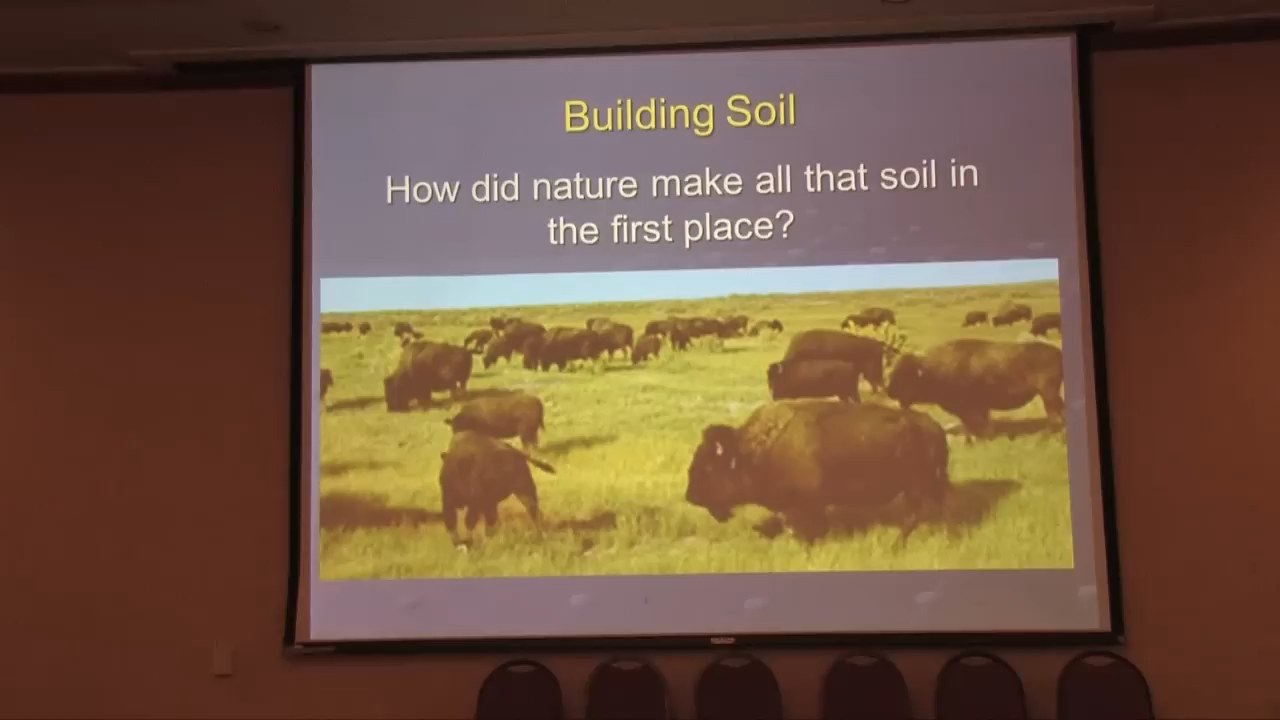 Building Soil
How did nature make all that soil in
the first place?